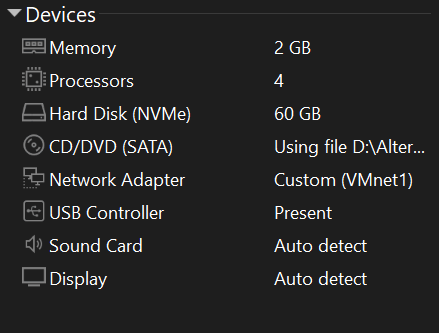 Devices
Memory 2 GB
Processors 4
Hard Disk (NVMe) 60 GB
CD/DVD (SATA) Using file D:\Alter...
Network Adapter Custom (VMnet1)
USB Controller Present
Sound Card Auto detect
Display Auto detect